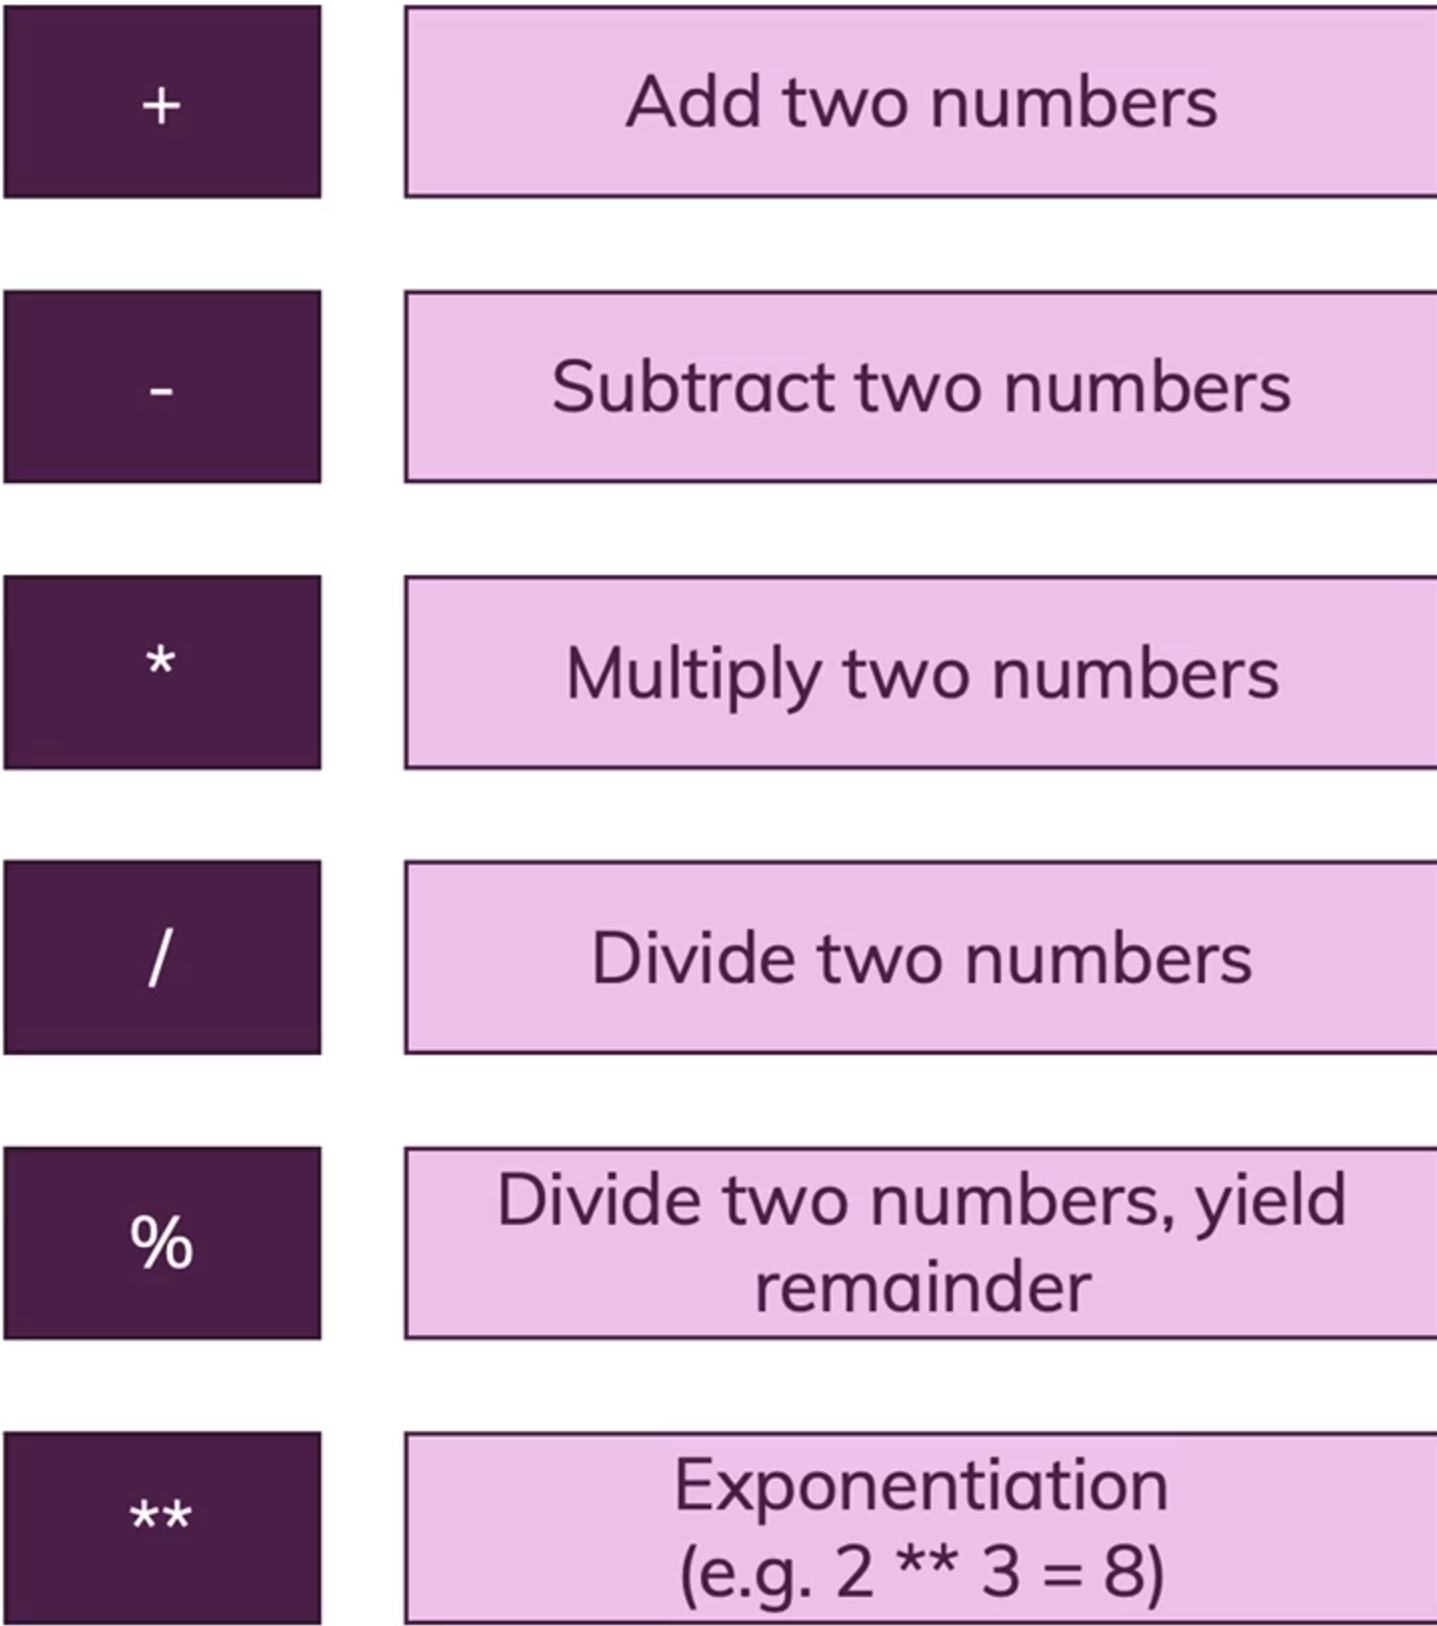 +
Add two numbers
-
Subtract two numbers
*
Multiply two numbers
/
Divide two numbers
%
Divide two numbers, yield
remainder
**
Exponentiation
(e.g. 2 ** 3 = 8)